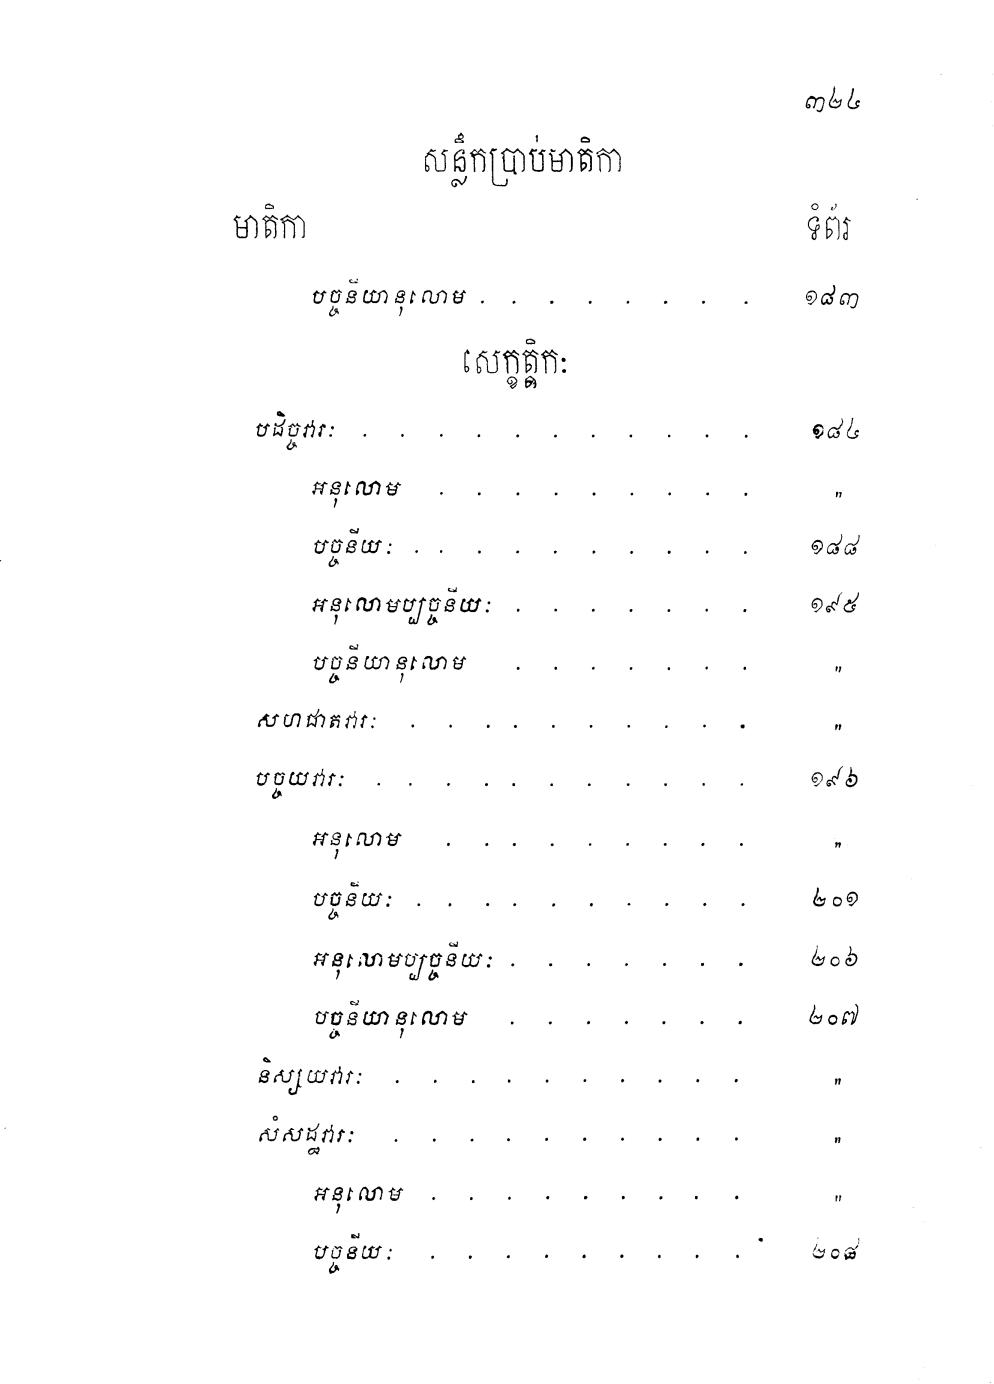 ៣២៤
សន្លឹកប្រាប់មាតិកា
មាតិកា ទំព័រ
បច្ចនីយានុលោម . . . . . . . . ១៨៣
សេក្ខត្តិកៈ
បដិច្ចវារៈ . . . . . . . . . . . ១៨៤
អនុលោម . . . . . . . . . "
បច្ចនីយៈ . . . . . . . . . . ១៨៨
អនុលោមប្បច្ចនីយៈ . . . . . . . ១៩៥
បច្ចនីយានុលោម . . . . . . . "
សហជាតវារៈ . . . . . . . . . . "
បច្ចយវារៈ . . . . . . . . . . . ១៩៦
អនុលោម . . . . . . . . . "
បច្ចនីយៈ . . . . . . . . . . ២០១
អនុលោមប្បច្ចនីយៈ . . . . . . . ២០៦
បច្ចនីយានុលោម . . . . . . . ២០៧
និស្សយវារៈ . . . . . . . . . . "
សំសដ្ឋវារៈ . . . . . . . . . . "
អនុលោម . . . . . . . . . "
បច្ចនីយៈ . . . . . . . . . ២០៨